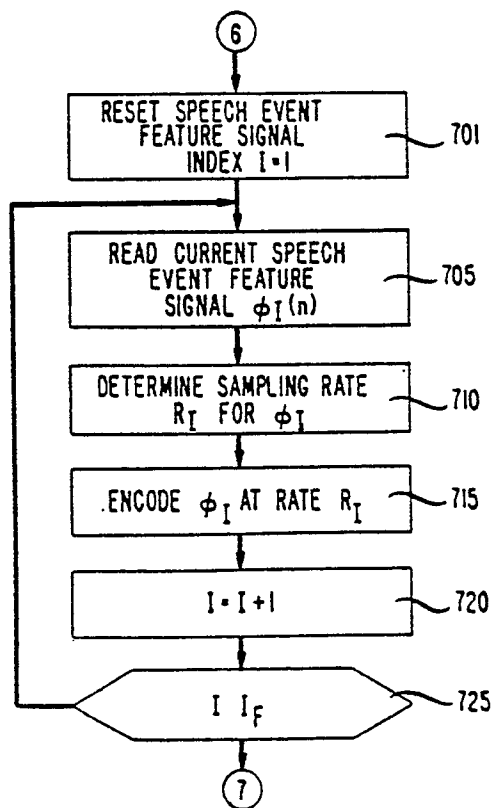 6
RESET SPEECH EVENT
FEATURE SIGNAL
INDEX I=1
701
READ CURRENT SPEECH
EVENT FEATURE
SIGNAL ϕI(n)
705
DETERMINE SAMPLING RATE
RI FOR ϕI
710
.ENCODE ϕI AT RATE RI
715
I=I+1
720
I IF
725
7